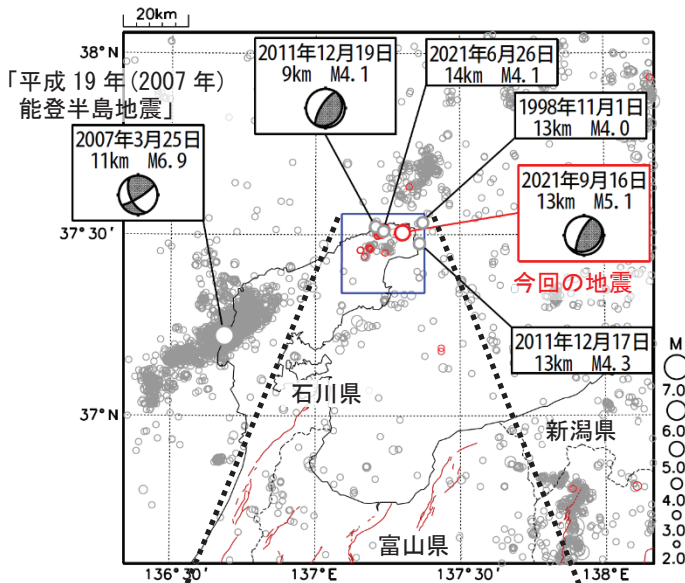 20km
38°N
「平成 19 年 (2007 年)
能登半島地震」
2007年3月25日
11km M6.9
2011年12月19日
9km M4.1
2021年6月26日
14km M4.1
1998年11月1日
13km M4.0
2021年9月16日
13km M5.1
今回の地震
37°30'
2011年12月17日
13km M4.3
37°N
石川県
新潟県
富山県
M
7.0
6.0
5.0
4.0
3.0
2.0
136°30'
137°E
137°30'
138°E